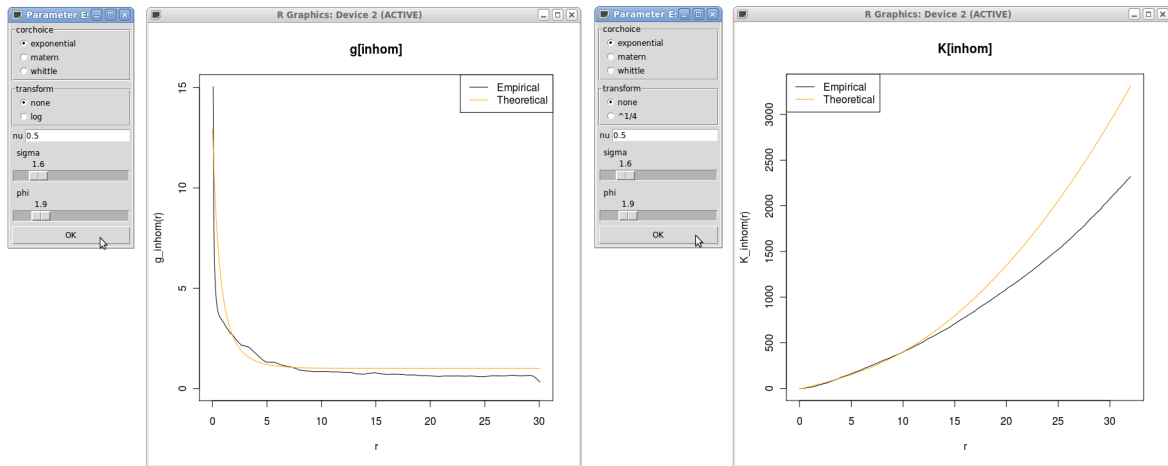 Parameter Es
corchoice
exponential
matern
whittle
transform
none
log
nu 0.5
sigma
1.6
phi
1.9
OK
R Graphics: Device 2 (ACTIVE)
g[inhom]
Empirical
Theoretical
g_inhom(r)
15
10
5
0
0 5 10 15 20 25 30
r
Parameter Es
corchoice
exponential
matern
whittle
transform
none
^1/4
nu 0.5
sigma
1.6
phi
1.9
OK
R Graphics: Device 2 (ACTIVE)
K[inhom]
Empirical
Theoretical
K_inhom(r)
3000
2500
2000
1500
1000
500
0
0 5 10 15 20 25 30
r